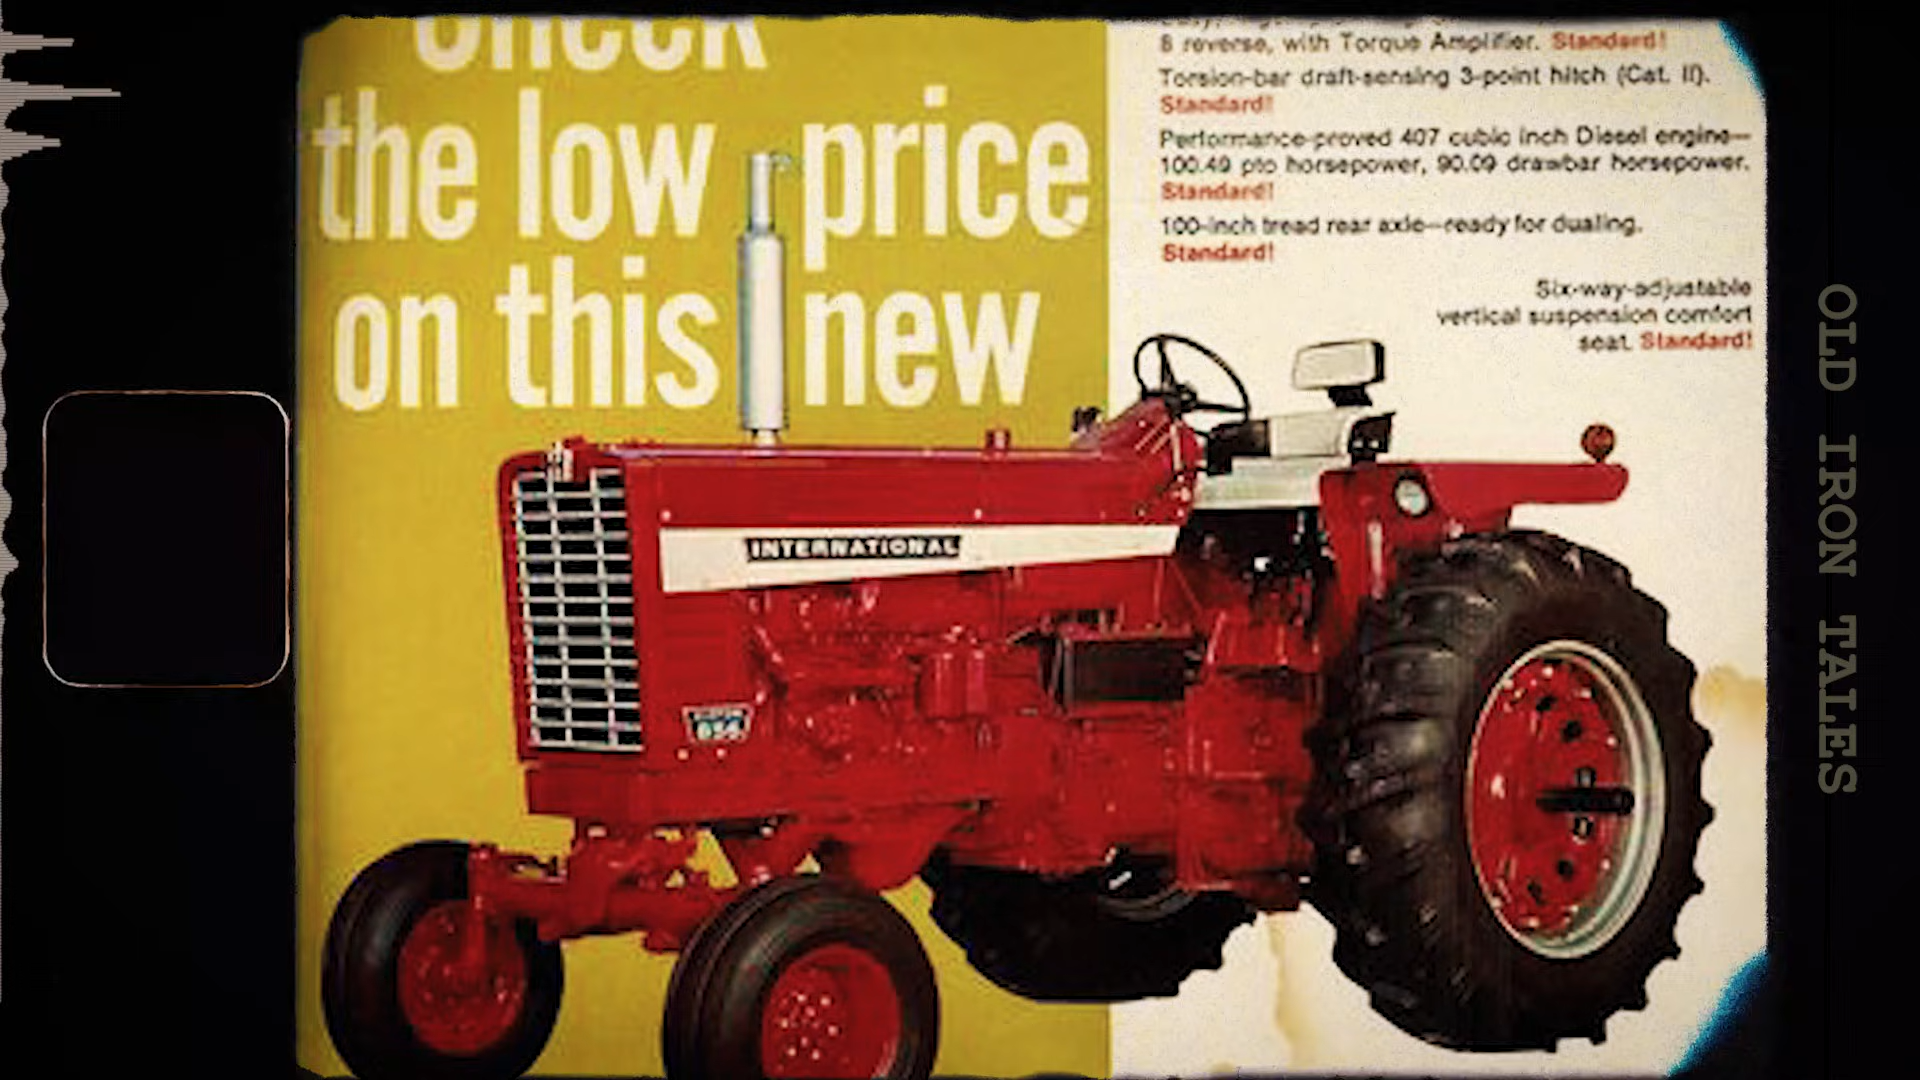 Check
the low price
on this new
8 reverse, with Torque Amplifier. Standard!
Torsion-bar draft-sensing 3-point hitch (Cat. II).
Standard!
Performance-proved 407 cubic inch Diesel engine—
100.49 pto horsepower, 90.09 drawbar horsepower.
Standard!
100-inch tread rear axle—ready for dualing.
Standard!
Six-way-adjustable
vertical suspension comfort
seat. Standard!
INTERNATIONAL
856
OLD IRON TALES